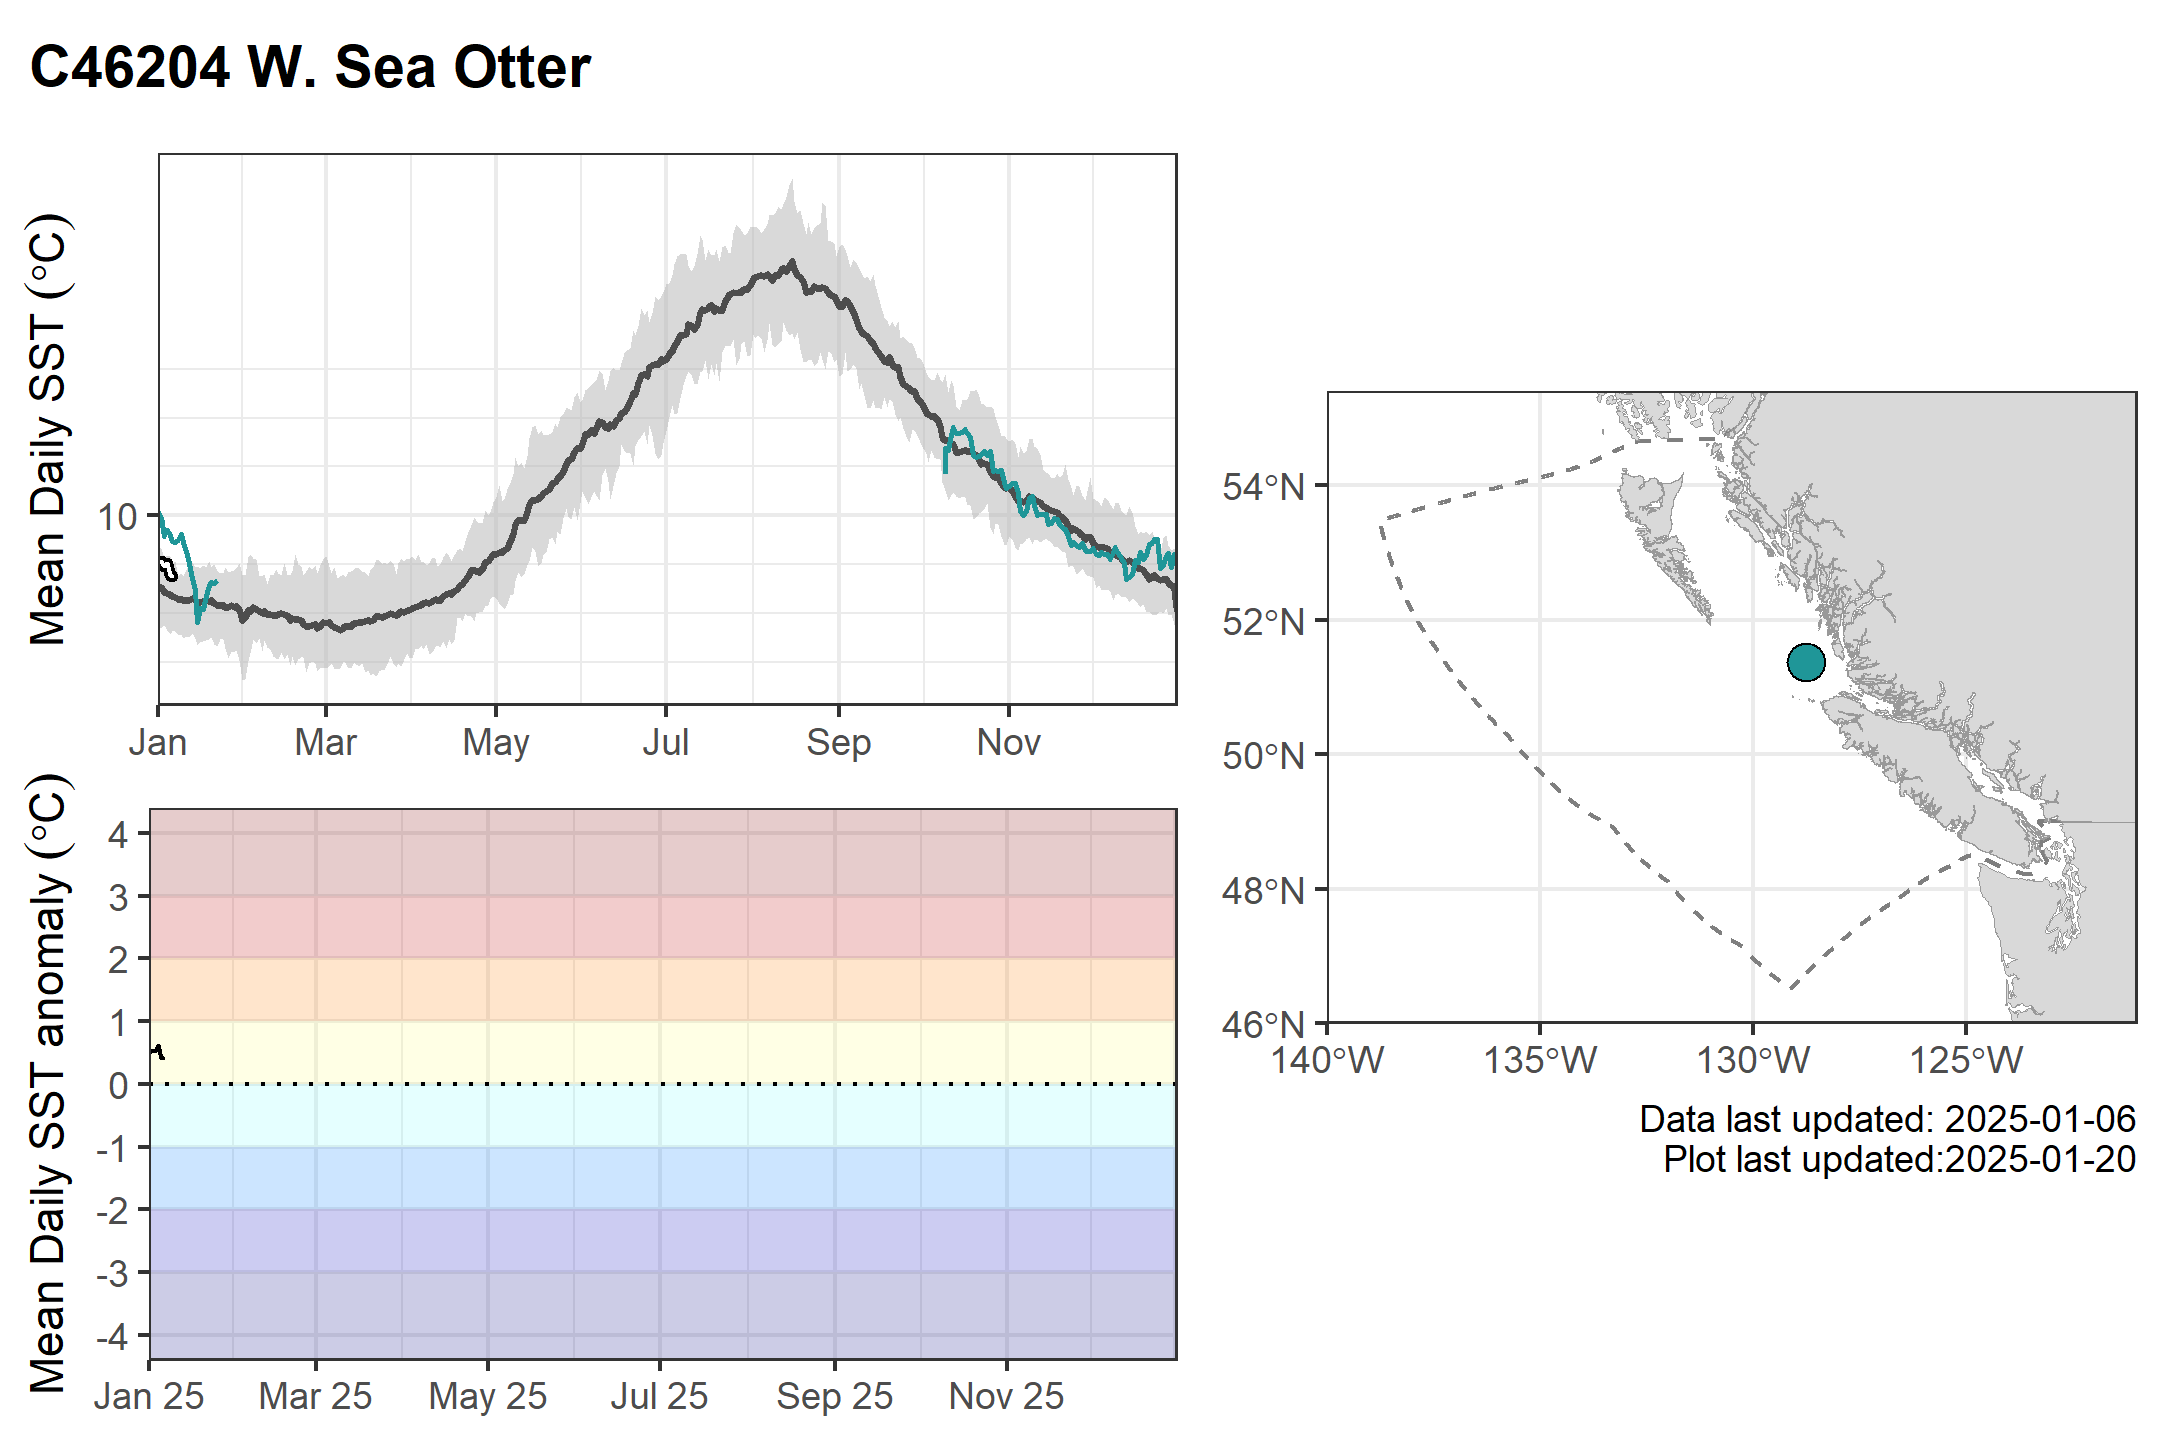 C46204 W. Sea Otter
Mean Daily SST (°C)
10
Jan Mar May Jul Sep Nov
Mean Daily SST anomaly (°C)
4
3
2
1
0
-1
-2
-3
-4
Jan 25 Mar 25 May 25 Jul 25 Sep 25 Nov 25
54°N
52°N
50°N
48°N
46°N
140°W 135°W 130°W 125°W
Data last updated: 2025-01-06
Plot last updated:2025-01-20